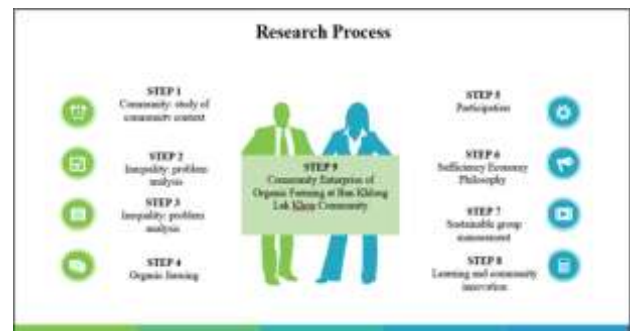 Research Process
STEP 1
Community: study of
community context
STEP 2
Inequality: problem
analysis
STEP 3
Inequality: problem
analysis
STEP 4
Organic farming
STEP 9
Community Enterprise of
Organic Farming at Ban Khlong
Luk Khon Community
STEP 5
Participation
STEP 6
Sufficiency Economy
Philosophy
STEP 7
Sustainable group
management
STEP 8
Learning and community
innovation